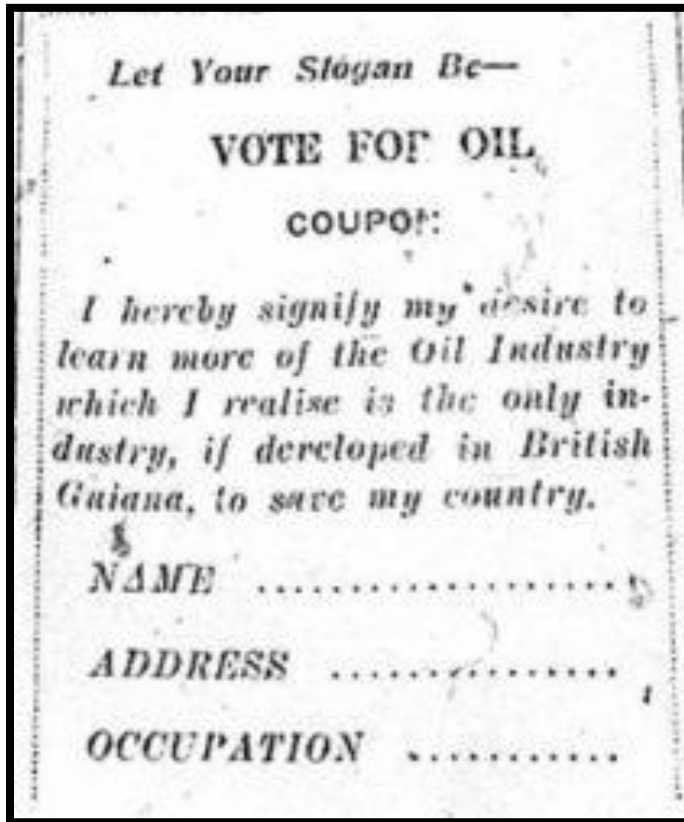 Let Your Slogan Be—
VOTE FOR OIL
COUPON:
I hereby signify my desire to
learn more of the Oil Industry
which I realise is the only in-
dustry, if developed in British
Guiana, to save my country.
NAME ......................
ADDRESS ................
OCCUPATION ............